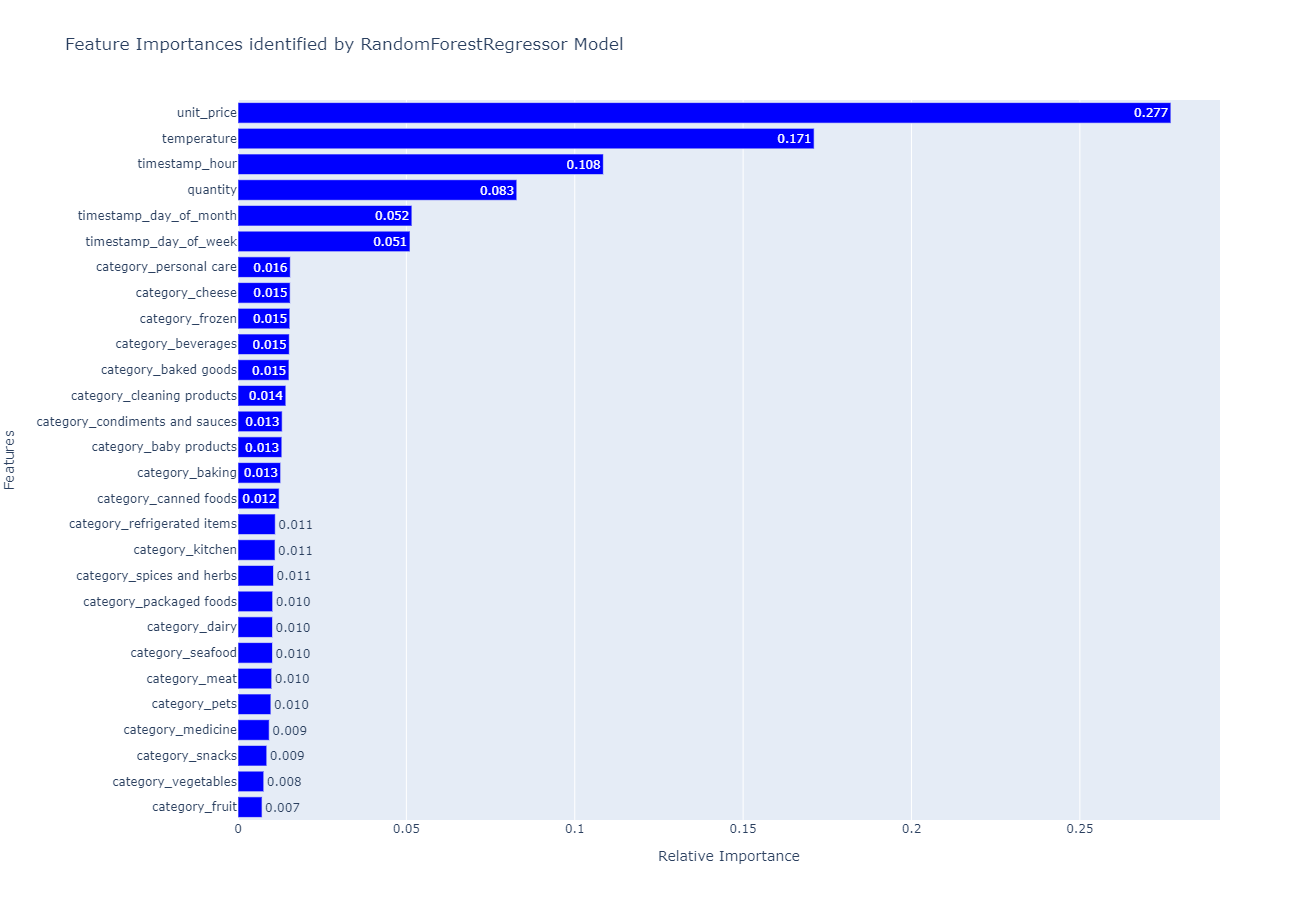 Feature Importances identified by RandomForestRegressor Model
unit_price 0.277
temperature 0.171
timestamp_hour 0.108
quantity 0.083
timestamp_day_of_month 0.052
timestamp_day_of_week 0.051
category_personal care 0.016
category_cheese 0.015
category_frozen 0.015
category_beverages 0.015
category_baked goods 0.015
category_cleaning products 0.014
category_condiments and sauces 0.013
category_baby products 0.013
category_baking 0.013
category_canned foods 0.012
category_refrigerated items 0.011
category_kitchen 0.011
category_spices and herbs 0.011
category_packaged foods 0.010
category_dairy 0.010
category_seafood 0.010
category_meat 0.010
category_pets 0.010
category_medicine 0.009
category_snacks 0.009
category_vegetables 0.008
category_fruit 0.007
0 0.05 0.1 0.15 0.2 0.25
Relative Importance
Features